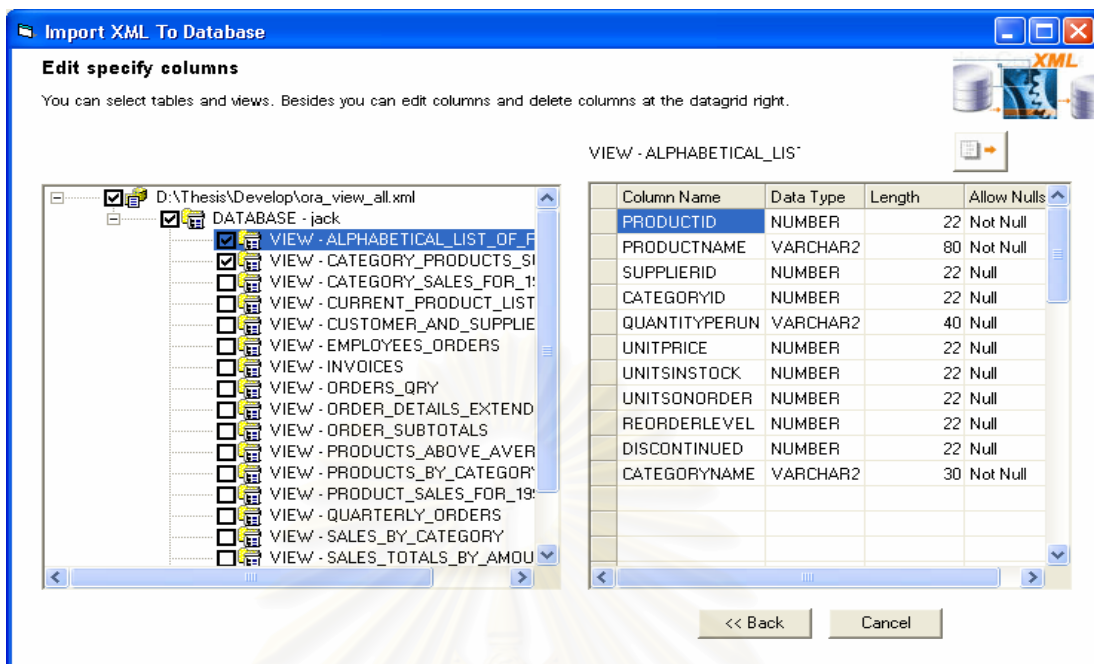 Import XML To Database
Edit specify columns
XML
You can select tables and views. Besides you can edit columns and delete columns at the datagrid right.
VIEW - ALPHABETICAL_LIS
D:\Thesis\Develop\ora_view_all.xml
DATABASE - jack
VIEW - ALPHABETICAL_LIST_OF_P
VIEW - CATEGORY_PRODUCTS_S
VIEW - CATEGORY_SALES_FOR_1
VIEW - CURRENT_PRODUCT_LIST
VIEW - CUSTOMER_AND_SUPPLIE
VIEW - EMPLOYEES_ORDERS
VIEW - INVOICES
VIEW - ORDERS_QRY
VIEW - ORDER_DETAILS_EXTEND
VIEW - ORDER_SUBTOTALS
VIEW - PRODUCTS_ABOVE_AVER
VIEW - PRODUCTS_BY_CATEGOR
VIEW - PRODUCT_SALES_FOR_19
VIEW - QUARTERLY_ORDERS
VIEW - SALES_BY_CATEGORY
VIEW - SALES_TOTALS_BY_AMOU
Column Name Data Type Length Allow Nulls
PRODUCTID NUMBER 22 Not Null
PRODUCTNAME VARCHAR2 80 Not Null
SUPPLIERID NUMBER 22 Null
CATEGORYID NUMBER 22 Null
QUANTITYPERUN VARCHAR2 40 Null
UNITPRICE NUMBER 22 Null
UNITSINSTOCK NUMBER 22 Null
UNITSONORDER NUMBER 22 Null
REORDERLEVEL NUMBER 22 Null
DISCONTINUED NUMBER 22 Null
CATEGORYNAME VARCHAR2 30 Not Null
<< Back Cancel